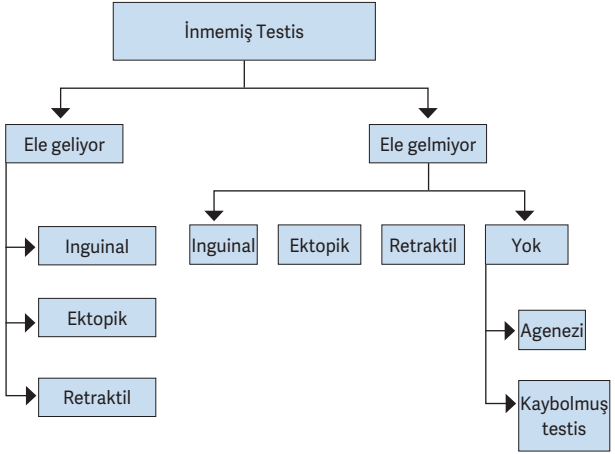 İnmemiş Testis
Ele geliyor
Ele gelmiyor
Inguinal
Ektopik
Retraktil
Inguinal
Ektopik
Retraktil
Yok
Agenezi
Kaybolmuş
testis